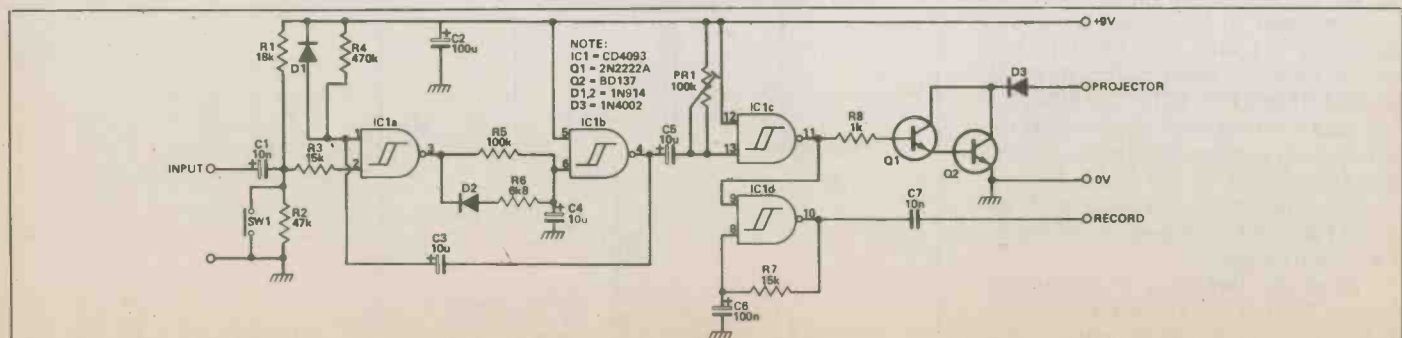 +9V
R1
18k
D1
R4
470k
C2
100u
NOTE:
IC1 = CD4093
Q1 = 2N2222A
Q2 = BD137
D1,2 = 1N914
D3 = 1N4002
PR1
100k
D3
PROJECTOR
IC1a
1
2
3
R5
100k
D2
R6
6k8
C4
10u
IC1b
5
6
4
C5
10u
IC1c
12
13
11
R8
1k
Q1
Q2
INPUT
C1
10n
R3
15k
SW1
R2
47k
C3
10u
IC1d
9
8
10
C7
10n
0V
RECORD
R7
15k
C6
100n